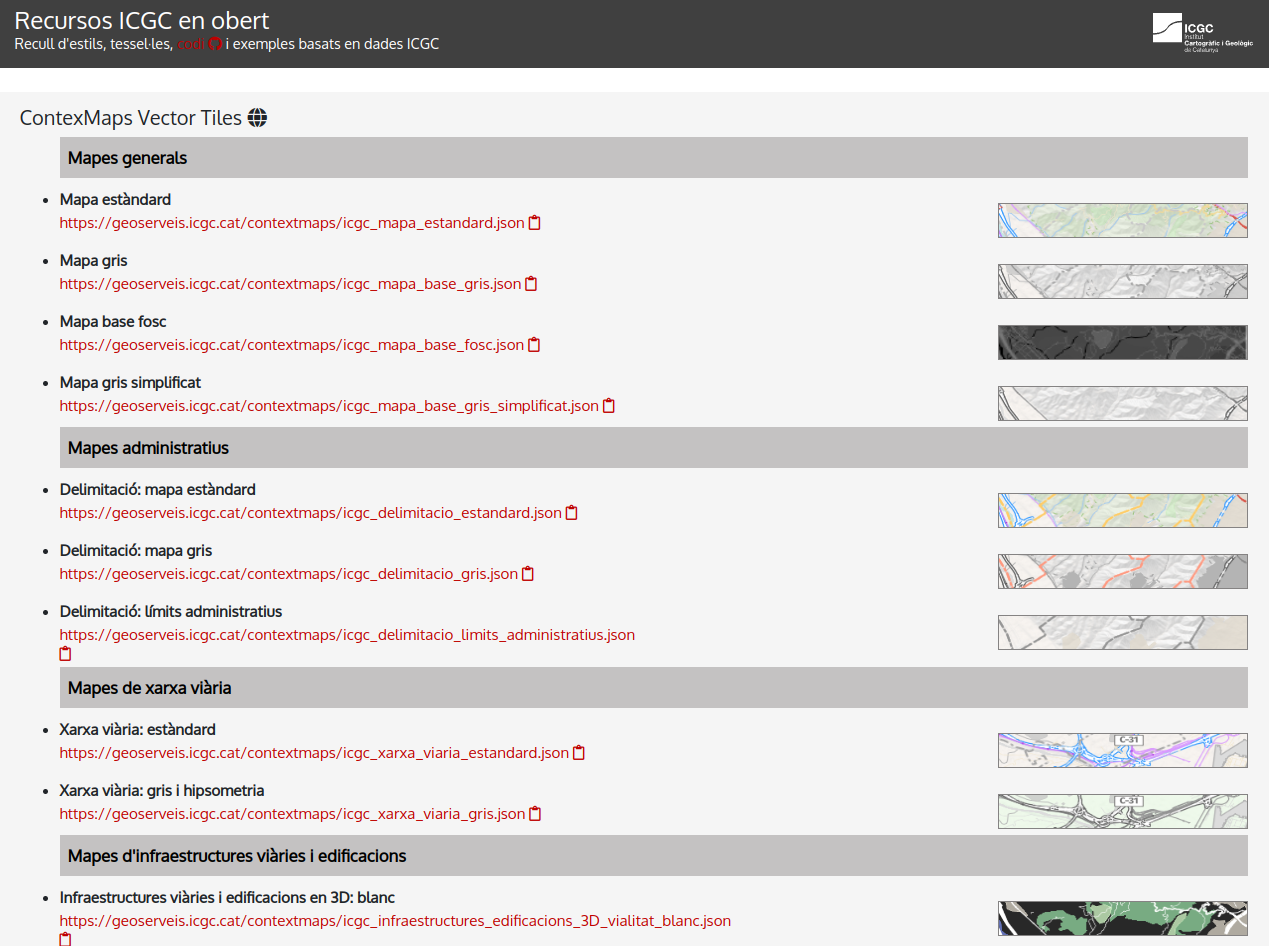 Recursos ICGC en obert
Recull d'estils, tessel·les, codi i exemples basats en dades ICGC
ICGC
Institut
Cartogràfic i Geològic
de Catalunya
ContexMaps Vector Tiles
Mapes generals
Mapa estàndard
https://geoserveis.icgc.cat/contextmaps/icgc_mapa_estandard.json
Mapa gris
https://geoserveis.icgc.cat/contextmaps/icgc_mapa_base_gris.json
Mapa base fosc
https://geoserveis.icgc.cat/contextmaps/icgc_mapa_base_fosc.json
Mapa gris simplificat
https://geoserveis.icgc.cat/contextmaps/icgc_mapa_base_gris_simplificat.json
Mapes administratius
Delimitació: mapa estàndard
https://geoserveis.icgc.cat/contextmaps/icgc_delimitacio_estandard.json
Delimitació: mapa gris
https://geoserveis.icgc.cat/contextmaps/icgc_delimitacio_gris.json
Delimitació: límits administratius
https://geoserveis.icgc.cat/contextmaps/icgc_delimitacio_limits_administratius.json
Mapes de xarxa viària
Xarxa viària: estàndard
https://geoserveis.icgc.cat/contextmaps/icgc_xarxa_viaria_estandard.json
C-31
Xarxa viària: gris i hipsometria
https://geoserveis.icgc.cat/contextmaps/icgc_xarxa_viaria_gris.json
C-31
Mapes d'infraestructures viàries i edificacions
Infraestructures viàries i edificacions en 3D: blanc
https://geoserveis.icgc.cat/contextmaps/icgc_infraestructures_edificacions_3D_vialitat_blanc.json